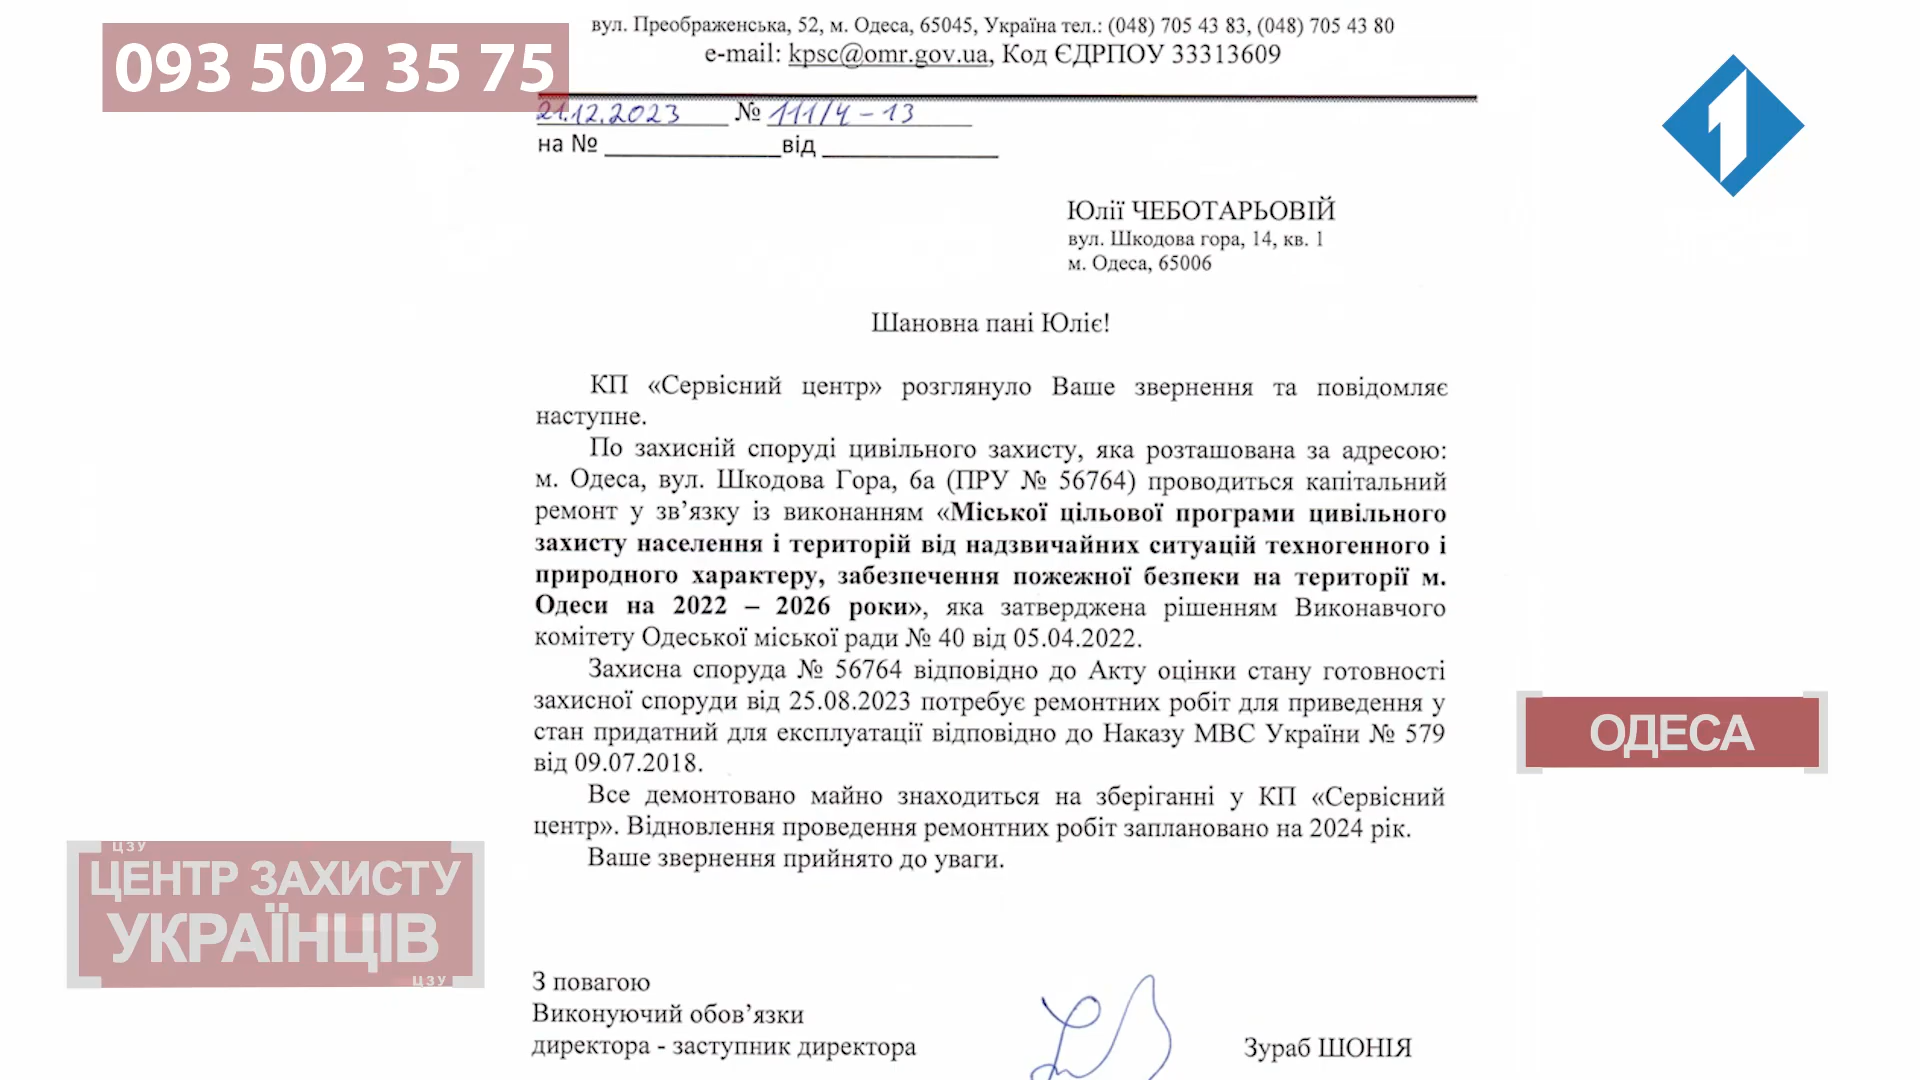 093 502 35 75
вул. Преображенська, 52, м. Одеса, 65045, Україна тел.: (048) 705 43 83, (048) 705 43 80
e-mail: kpsc@omr.gov.ua, Код ЄДРПОУ 33313609
21.12.2023 № 111/4-13
на № ______________від ______________
1
Юлії ЧЕБОТАРЬОВІЙ
вул. Шкодова гора, 14, кв. 1
м. Одеса, 65006
Шановна пані Юліє!
КП «Сервісний центр» розглянуло Ваше звернення та повідомляє
наступне.
По захисній споруді цивільного захисту, яка розташована за адресою:
м. Одеса, вул. Шкодова Гора, 6а (ПРУ № 56764) проводиться капітальний
ремонт у зв’язку із виконанням «Міської цільової програми цивільного
захисту населення і територій від надзвичайних ситуацій техногенного і
природного характеру, забезпечення пожежної безпеки на території м.
Одеси на 2022 – 2026 роки», яка затверджена рішенням Виконавчого
комітету Одеської міської ради № 40 від 05.04.2022.
Захисна споруда № 56764 відповідно до Акту оцінки стану готовності
захисної споруди від 25.08.2023 потребує ремонтних робіт для приведення у
стан придатний для експлуатації відповідно до Наказу МВС України № 579
від 09.07.2018.
Все демонтовано майно знаходиться на зберіганні у КП «Сервісний
центр». Відновлення проведення ремонтних робіт заплановано на 2024 рік.
Ваше звернення прийнято до уваги.
З повагою
Виконуючий обов’язки
директора - заступник директора
Зураб ШОНІЯ
ОДЕСА
ЦЗУ
ЦЕНТР ЗАХИСТУ
УКРАЇНЦІВ
ЦЗУ